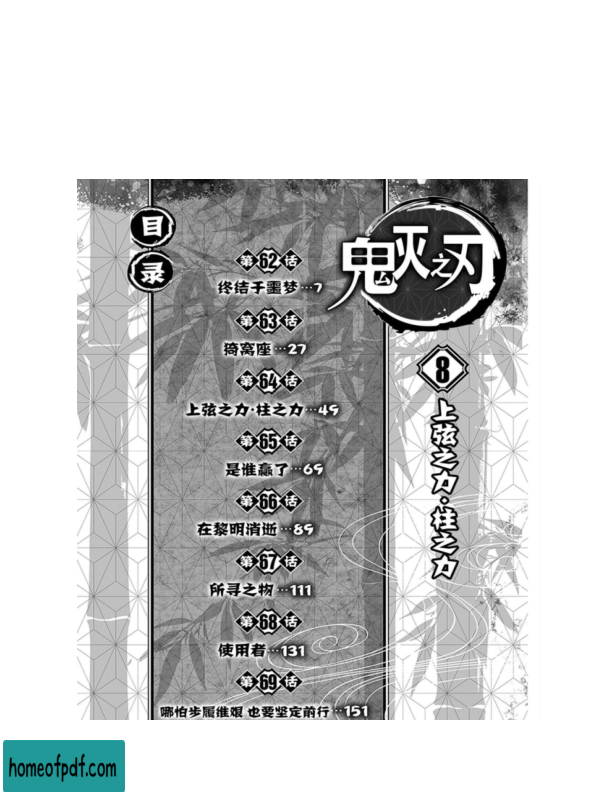 目录
第62话
终结于噩梦…7
第63话
猗窝座…27
第64话
上弦之力·柱之力…49
第65话
是谁赢了…69
第66话
在黎明消逝…89
第67话
所寻之物…111
第68话
使用者…131
第69话
哪怕步履维艰 也要坚定前行…151
鬼灭之刃
8
上弦之力·柱之力
homeofpdf.com